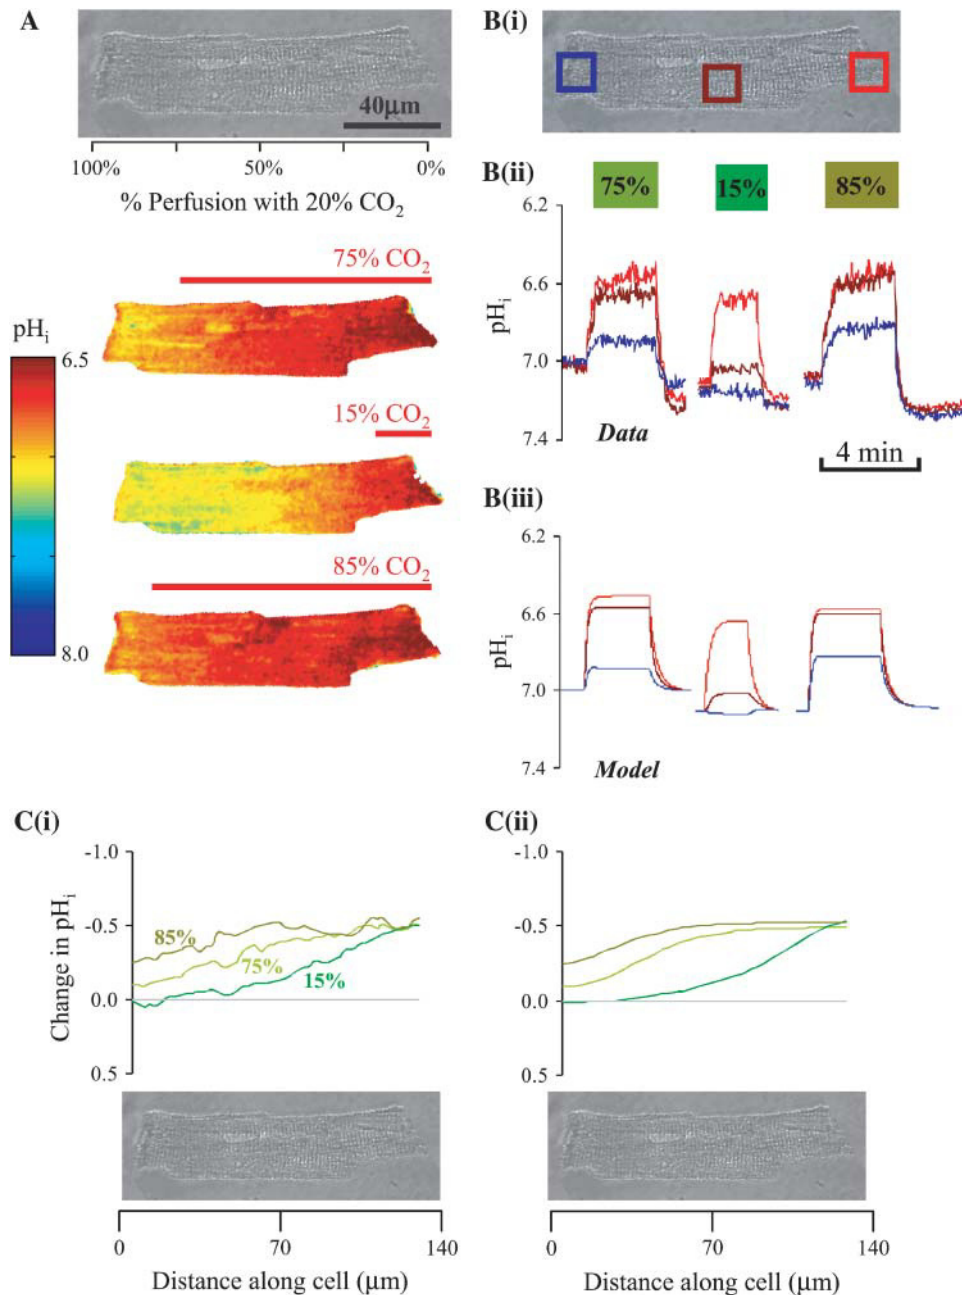 A
40μm
100% 50% 0%
% Perfusion with 20% CO₂
75% CO₂
pHᵢ
6.5
15% CO₂
85% CO₂
8.0
B(i)
B(ii)
75% 15% 85%
6.2
6.6
pHᵢ
7.0
7.4
Data
4 min
B(iii)
6.2
6.6
pHᵢ
7.0
7.4
Model
C(i)
-1.0
-0.5
85%
75%
15%
Change in pHᵢ
0.0
0.5
0 70 140
Distance along cell (μm)
C(ii)
-1.0
-0.5
0.0
0.5
0 70 140
Distance along cell (μm)